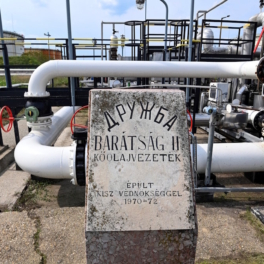 ДРУЖБА
BARÁTSÁG II
KŐOLAJVEZETÉK
ÉPÜLT
KISZ VÉDNÖKSÉGGEL
1970-72